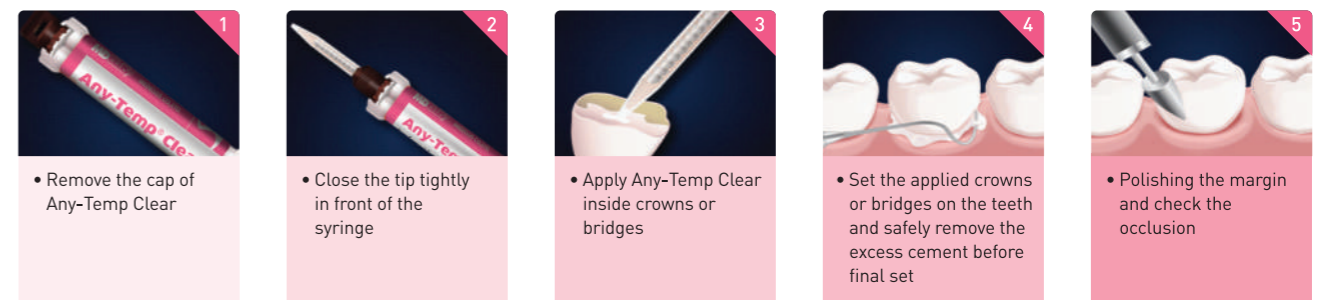 1
Any-Temp® Clea
• Remove the cap of
Any-Temp Clear
2
Any-Tem
• Close the tip tightly
in front of the
syringe
3
• Apply Any-Temp Clear
inside crowns or
bridges
4
• Set the applied crowns
or bridges on the teeth
and safely remove the
excess cement before
final set
5
• Polishing the margin
and check the
occlusion